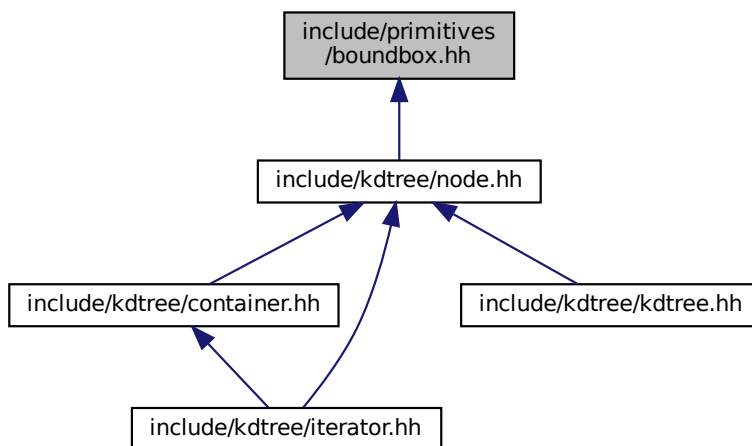 include/primitives
/boundbox.hh
include/kdtree/node.hh
include/kdtree/container.hh
include/kdtree/kdtree.hh
include/kdtree/iterator.hh